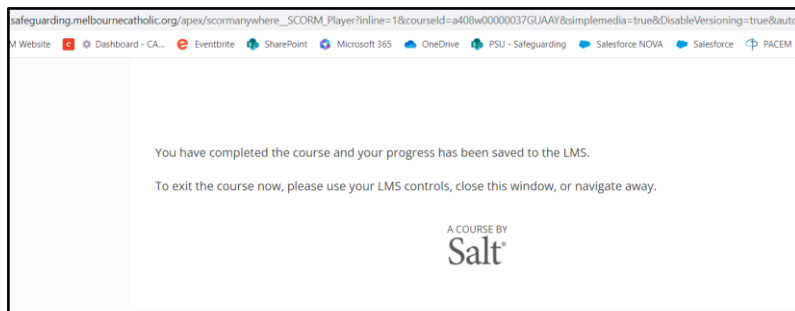 safeguarding.melbournecatholic.org/apex/scormanywhere__SCORM_Player?inline=1&courseId=a408w00000037GUAAY&simplemedia=true&DisableVersioning=true&auto
M Website Dashboard - CA... Eventbrite SharePoint Microsoft 365 OneDrive PSU - Safeguarding Salesforce NOVA Salesforce PACEM
You have completed the course and your progress has been saved to the LMS.
To exit the course now, please use your LMS controls, close this window, or navigate away.
A COURSE BY
Salt®